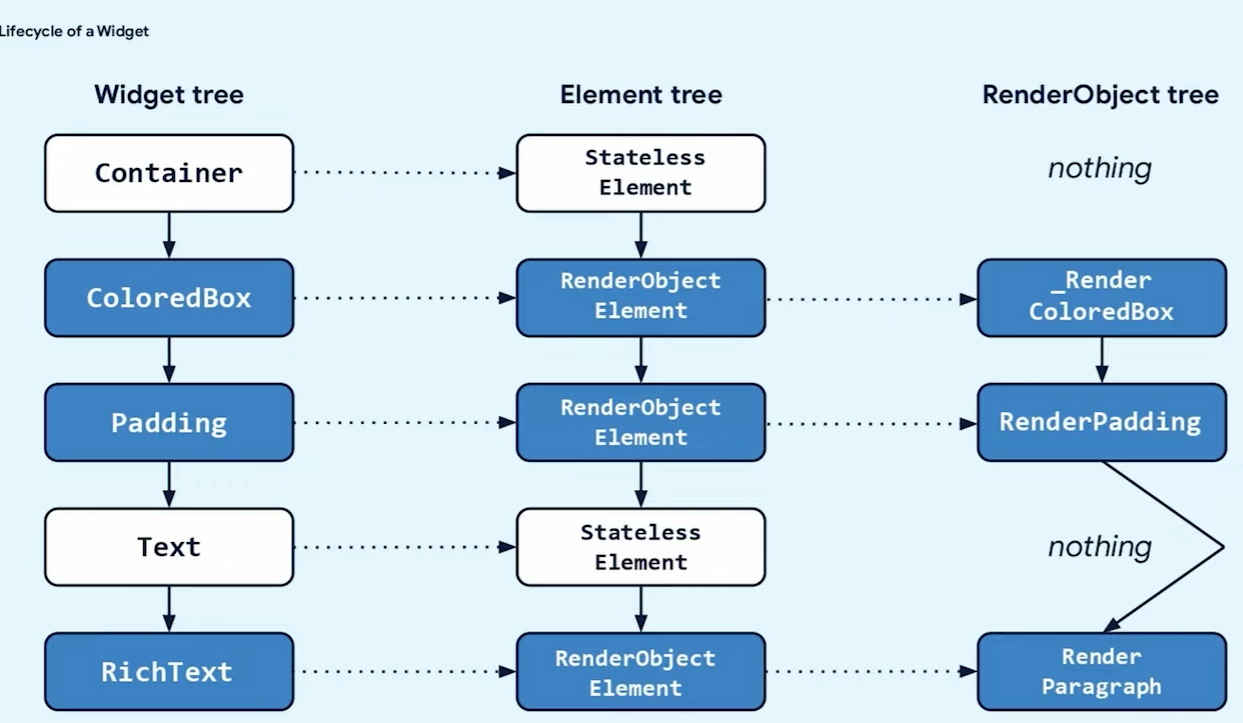 Lifecycle of a Widget
Widget tree
Element tree
RenderObject tree
Container
Stateless
Element
nothing
ColoredBox
RenderObject
Element
_Render
ColoredBox
Padding
RenderObject
Element
RenderPadding
Text
Stateless
Element
nothing
RichText
RenderObject
Element
Render
Paragraph